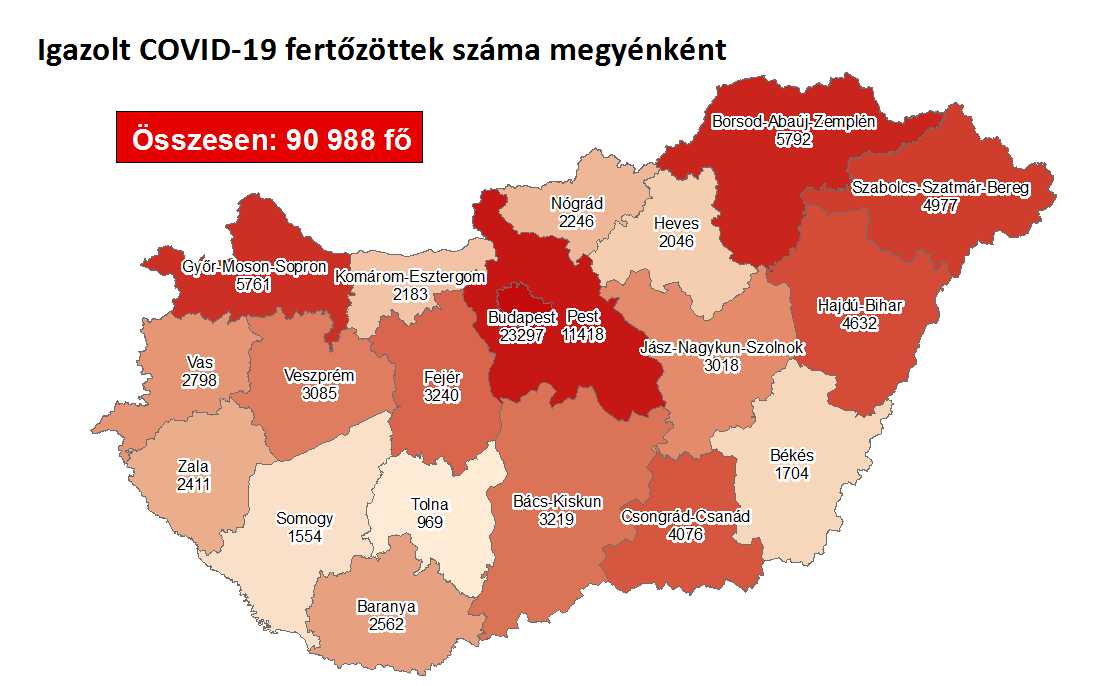 Igazolt COVID-19 fertőzöttek száma megyénként
Összesen: 90 988 fő
Borsod-Abaúj-Zemplén
5792
Szabolcs-Szatmár-Bereg
4977
Nógrád
2246
Heves
2046
Győr-Moson-Sopron
5761
Komárom-Esztergom
2183
Hajdú-Bihar
4632
Budapest
23297
Pest
11418
Jász-Nagykun-Szolnok
3018
Vas
2798
Veszprém
3085
Fejér
3240
Zala
2411
Békés
1704
Somogy
1554
Tolna
969
Bács-Kiskun
3219
Csongrád-Csanád
4076
Baranya
2562